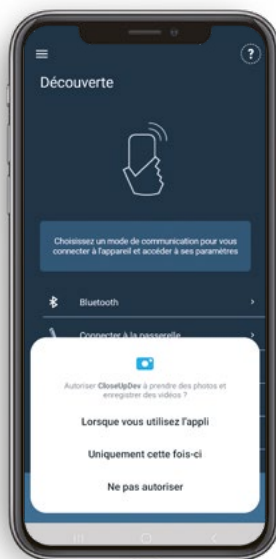 ?
Découverte
Choisissez un mode de communication pour vous
connecter à l'appareil et accéder à ses paramètres
Bluetooth
Connecter à la passerelle
Autoriser CloseUpDev à prendre des photos et
enregistrer des vidéos ?
Lorsque vous utilisez l'appli
Uniquement cette fois-ci
Ne pas autoriser